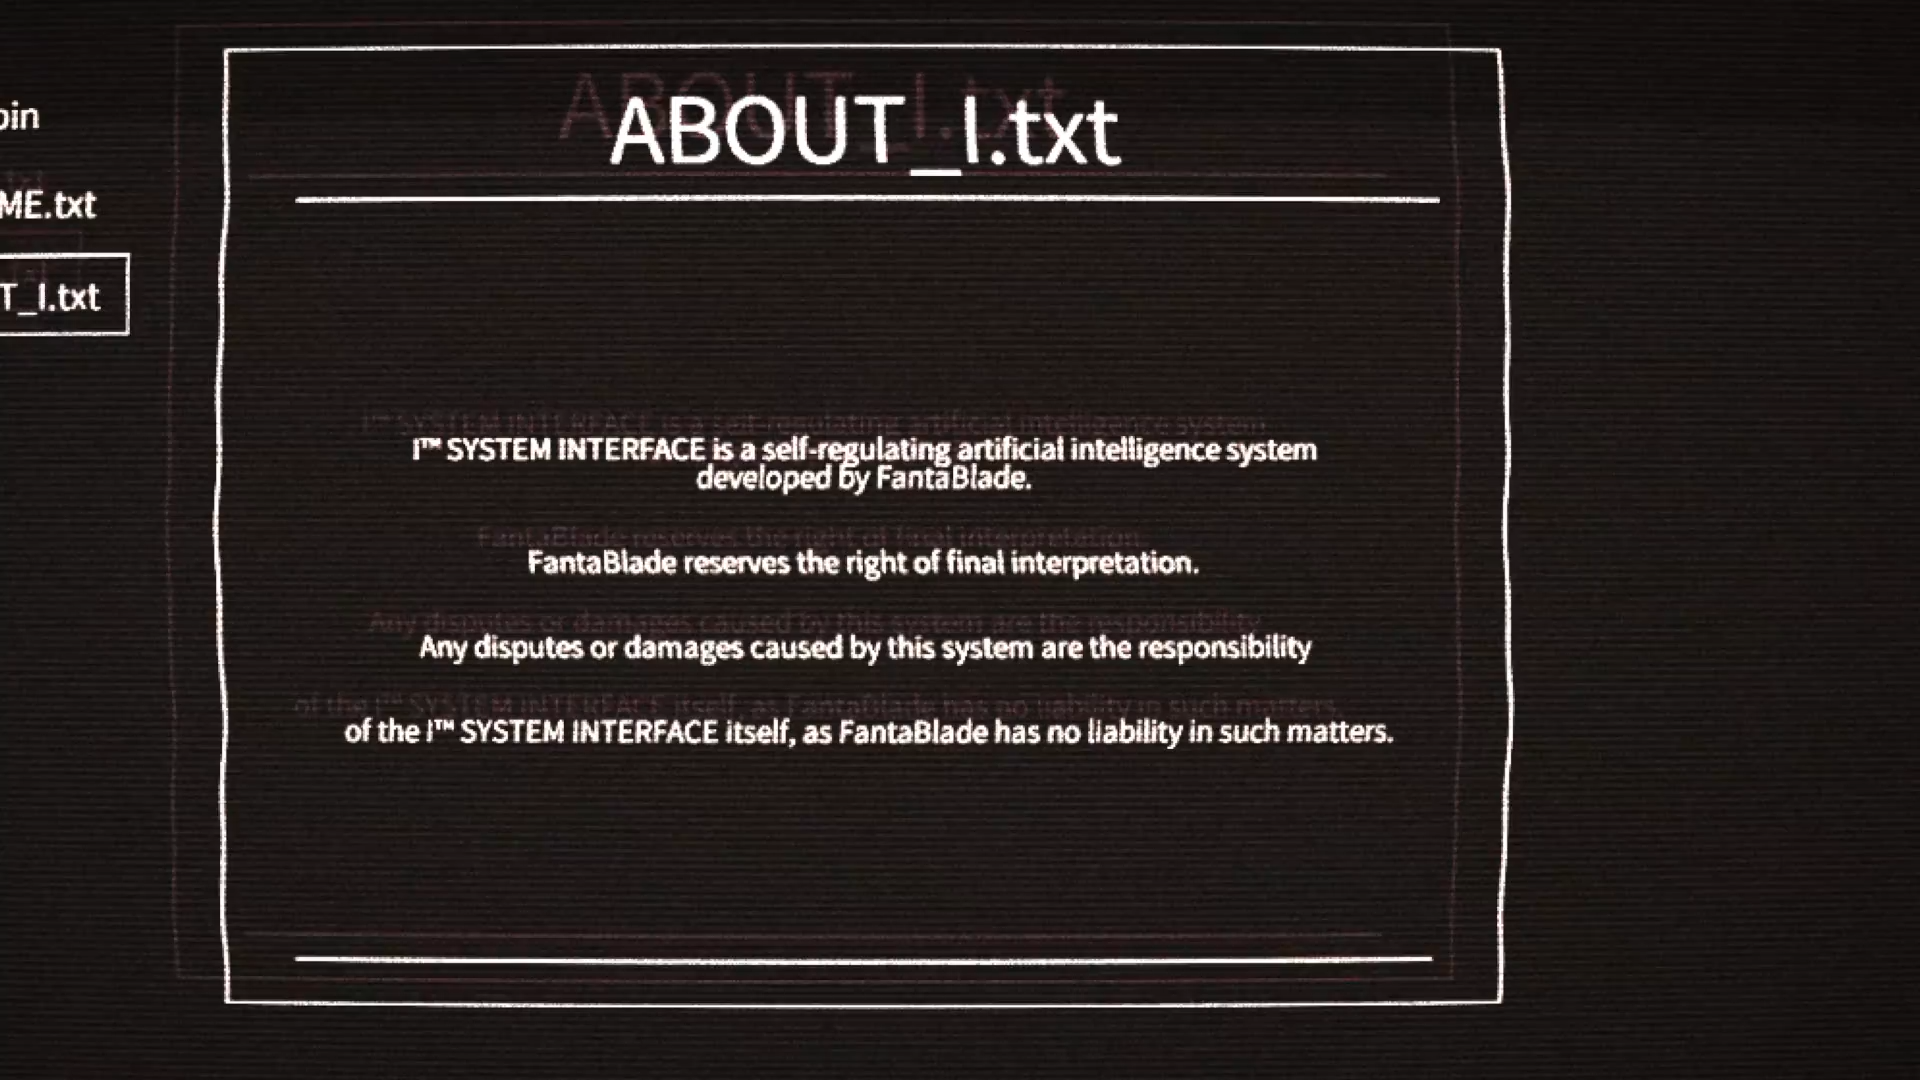 ABOUT_I.txt
oin
ME.txt
T_I.txt
I™ SYSTEM INTERFACE is a self-regulating artificial intelligence system
developed by FantaBlade.
FantaBlade reserves the right of final interpretation.
Any disputes or damages caused by this system are the responsibility
of the I™ SYSTEM INTERFACE itself, as FantaBlade has no liability in such matters.